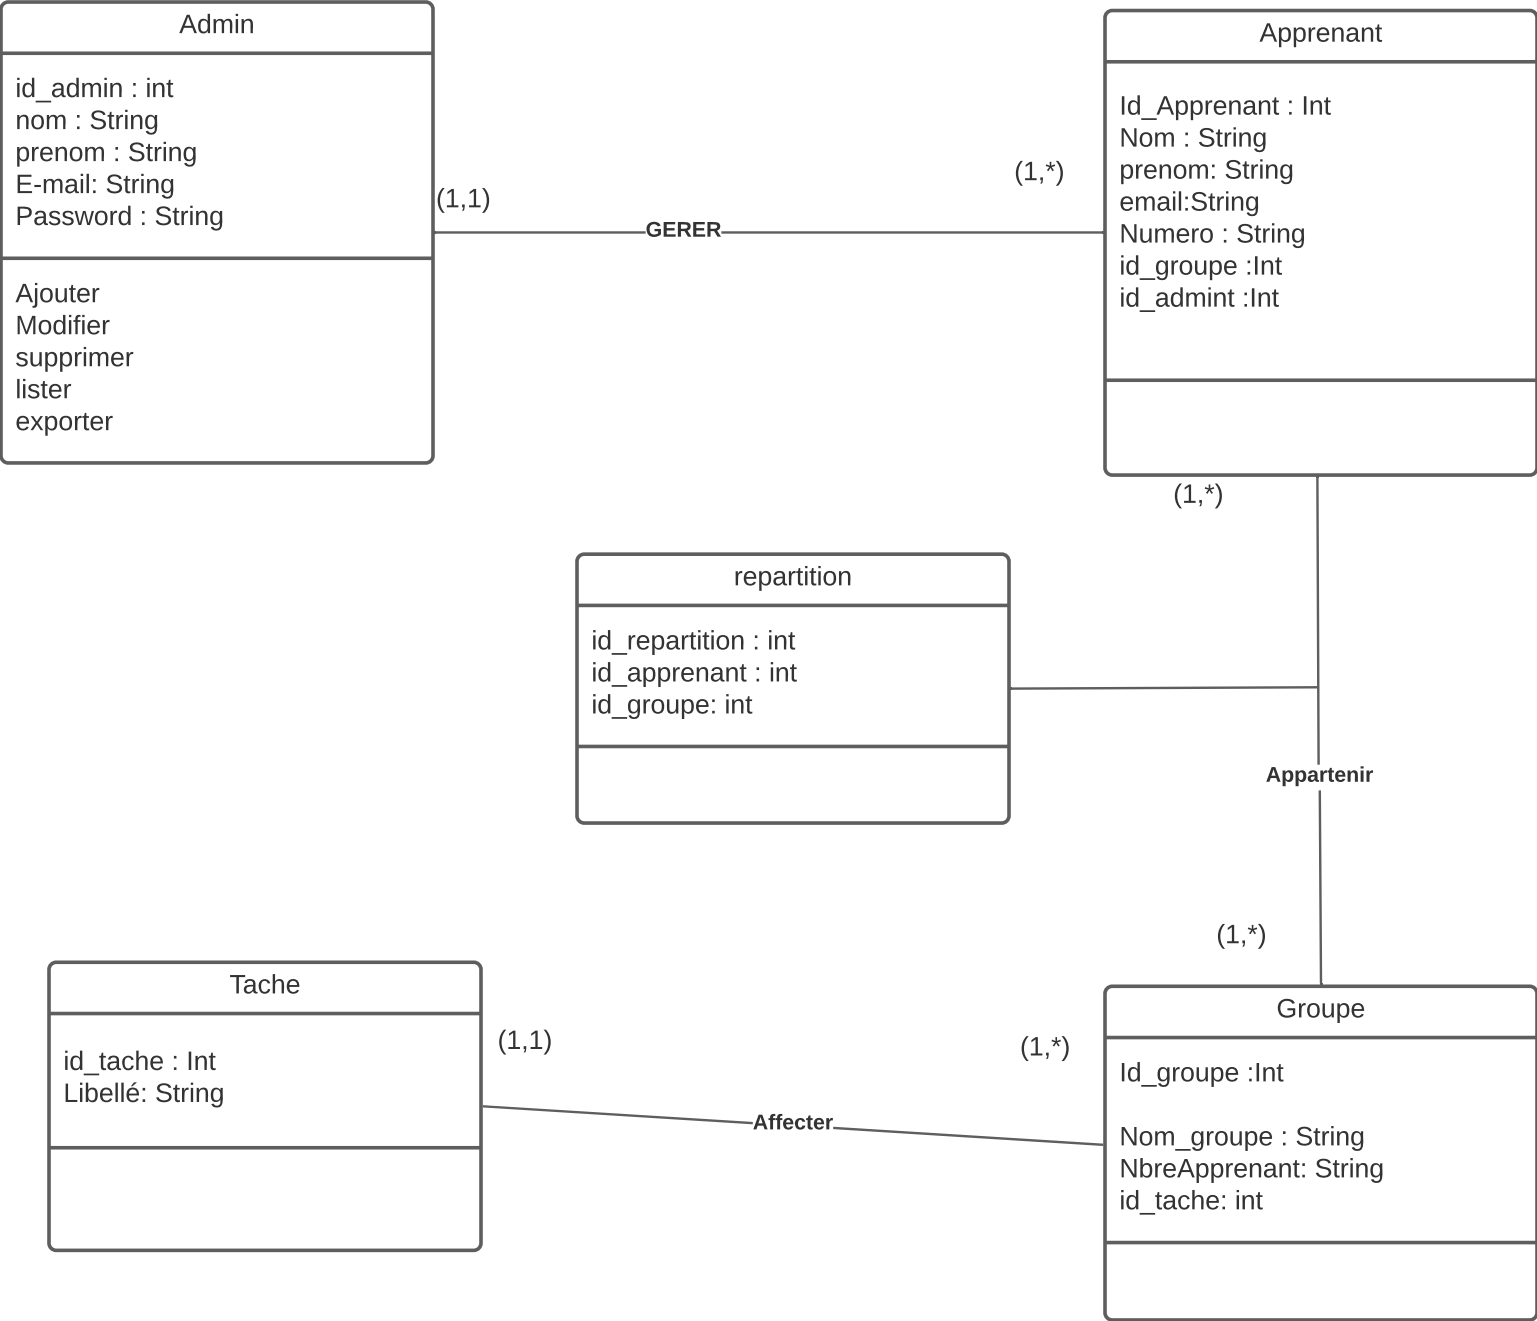 Admin
id_admin : int
nom : String
prenom : String
E-mail: String
Password : String
Ajouter
Modifier
supprimer
lister
exporter
(1,1)
GERER
(1,*)
Apprenant
Id_Apprenant : Int
Nom : String
prenom: String
email:String
Numero : String
id_groupe :Int
id_admint :Int
(1,*)
repartition
id_repartition : int
id_apprenant : int
id_groupe: int
Appartenir
(1,*)
Tache
id_tache : Int
Libellé: String
(1,1)
Affecter
(1,*)
Groupe
Id_groupe :Int
Nom_groupe : String
NbreApprenant: String
id_tache: int